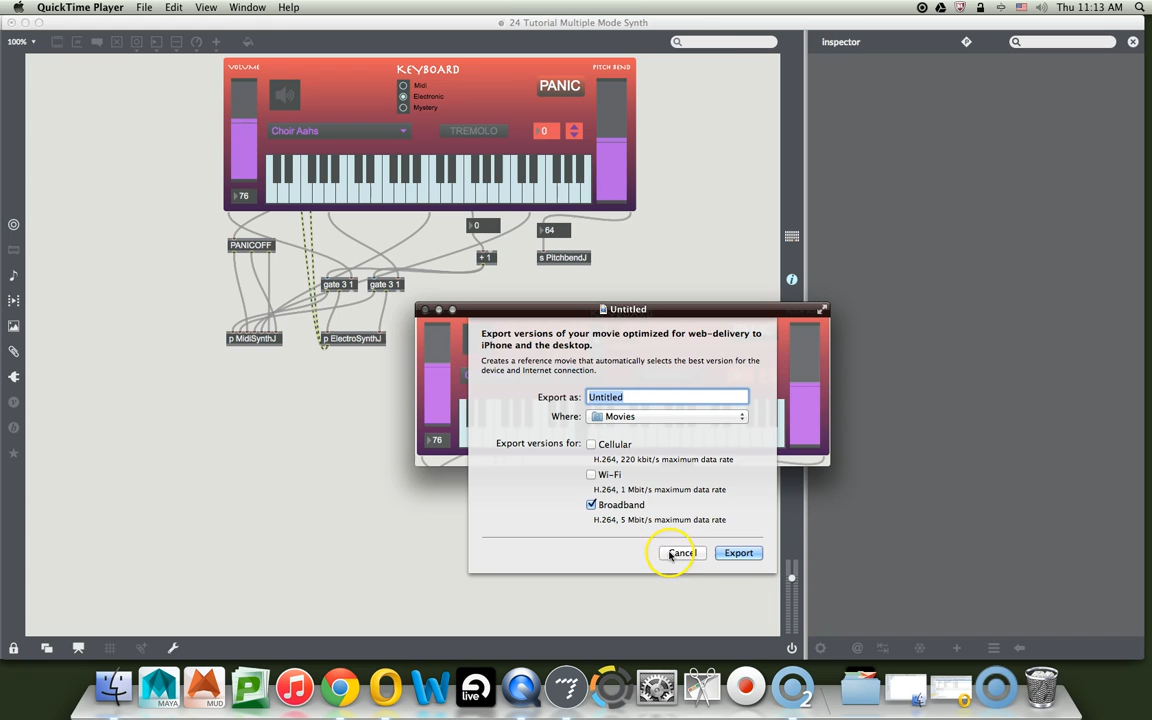 QuickTime Player File Edit View Window Help Thu 11:13 AM
24 Tutorial Multiple Mode Synth
100% inspector
VOLUME KEYBOARD PITCH BEND
Midi
Electronic
Mystery
PANIC
Choir Aahs TREMOLO 0
76
0
64
PANICOFF
+ 1
s PitchbendJ
gate 3 1
gate 3 1
p MidiSynthJ
p ElectroSynthJ
Untitled
Export versions of your movie optimized for web-delivery to
iPhone and the desktop.
Creates a reference movie that automatically selects the best version for the
device and Internet connection.
Export as: Untitled
Where: Movies
76
Export versions for: Cellular
H.264, 220 kbit/s maximum data rate
Wi-Fi
H.264, 1 Mbit/s maximum data rate
Broadband
H.264, 5 Mbit/s maximum data rate
Cancel Export
MAYA MUD live 2